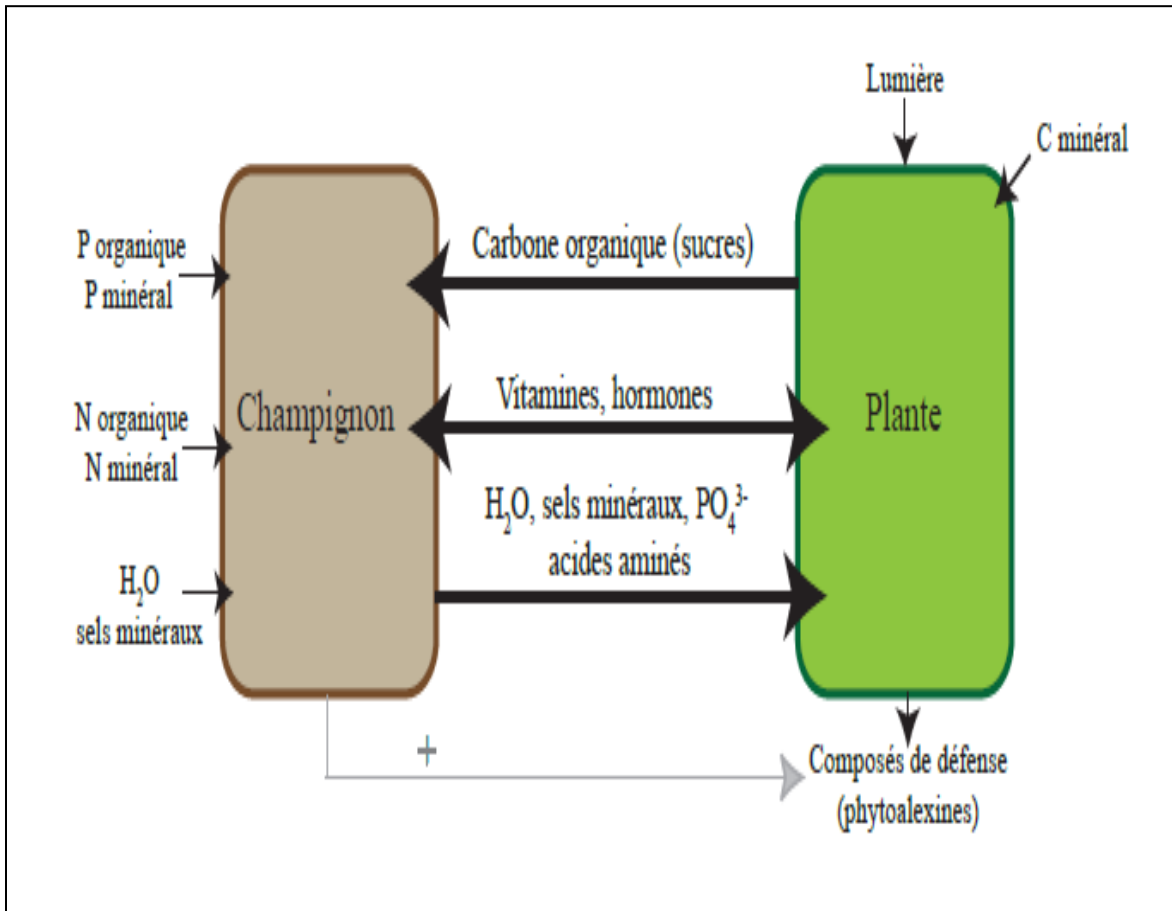 Lumière
C minéral
P organique
P minéral
Carbone organique (sucres)
N organique
N minéral
Champignon
Vitamines, hormones
Plante
H₂O, sels minéraux, PO₄³⁻
acides aminés
H₂O
sels minéraux
+
Composés de défense
(phytoalexines)